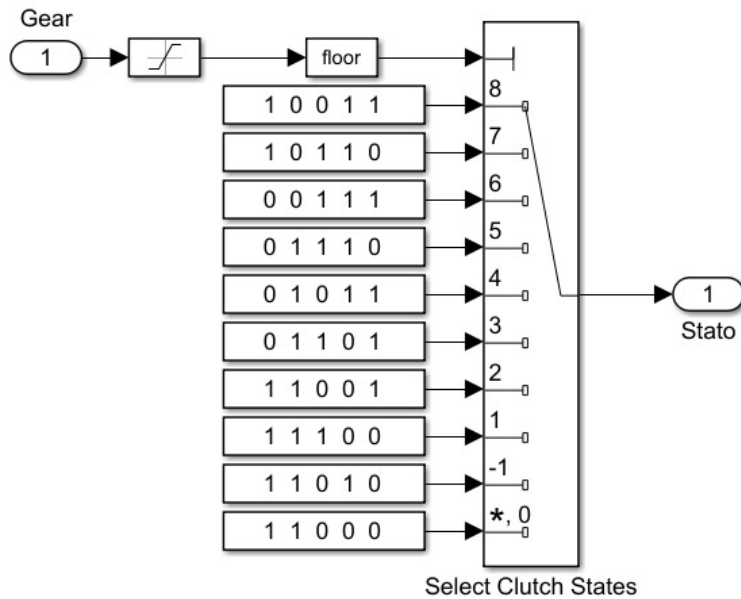 Gear
1
floor
8
1 0 0 1 1
7
1 0 1 1 0
6
0 0 1 1 1
5
0 1 1 1 0
4
0 1 0 1 1
3
0 1 1 0 1
2
1 1 0 0 1
1
1 1 1 0 0
-1
1 1 0 1 0
*, 0
1 1 0 0 0
1
Stato
Select Clutch States